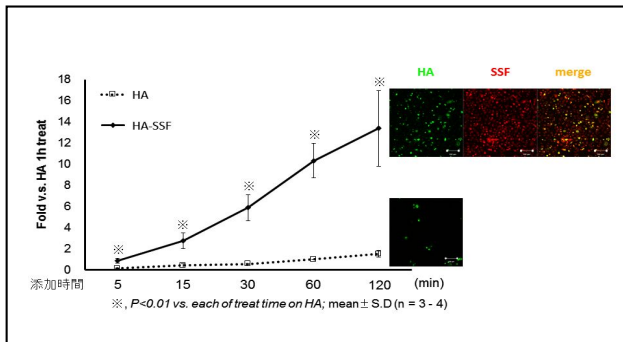 HA SSF merge
18
16
14
12
10
8
6
4
2
0
Fold v.s. HA 1h treat
HA
HA-SSF
※ ※ ※ ※ ※
添加時間 5 15 30 60 120 (min)
※, P<0.01 vs. each of treat time on HA; mean± S.D (n = 3 - 4)